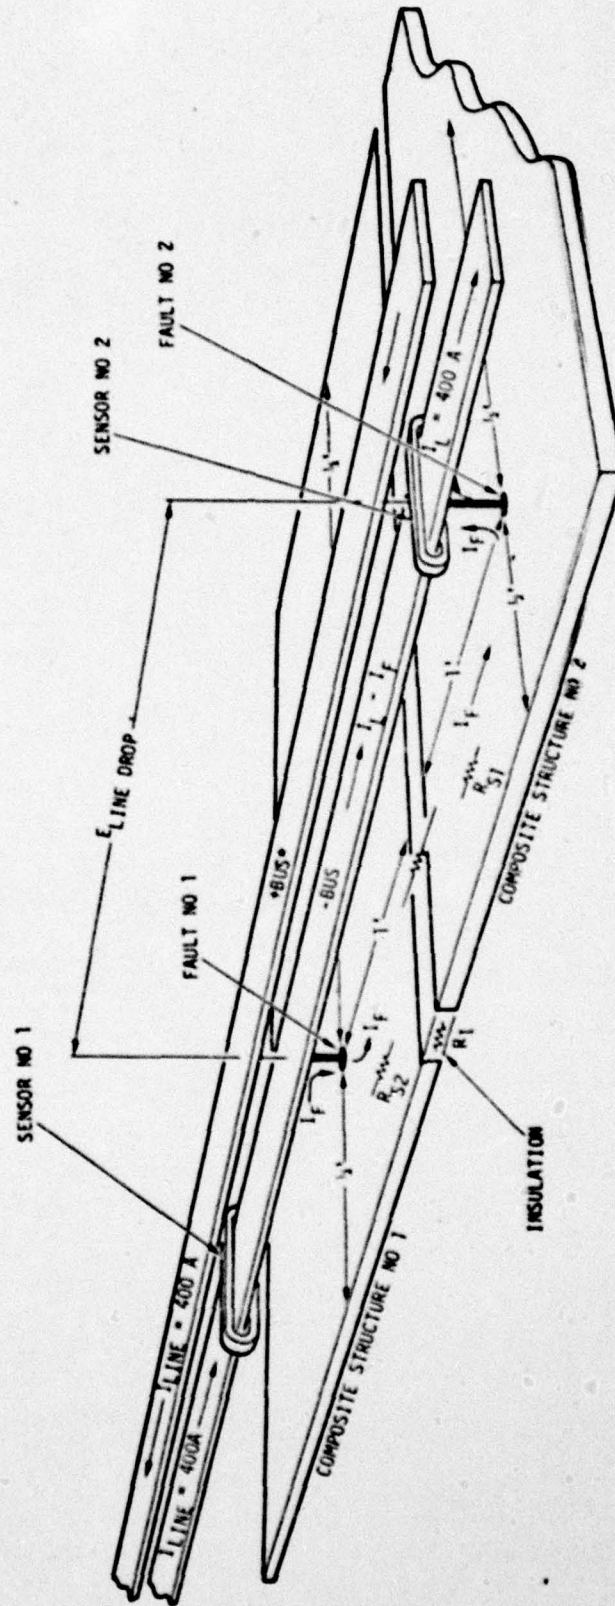 SENSOR NO 1
FAULT NO 1
E LINE DROP
SENSOR NO 2
FAULT NO 2
I LINE = 400 A
I LINE = 400A
+BUS
-BUS
I L - I F
I L = 400 A
½'
½'
½'
½'
½'
1'
1'
I F
I F
I F
I F
R S2
R S1
R I
INSULATION
COMPOSITE STRUCTURE NO 1
COMPOSITE STRUCTURE NO 2